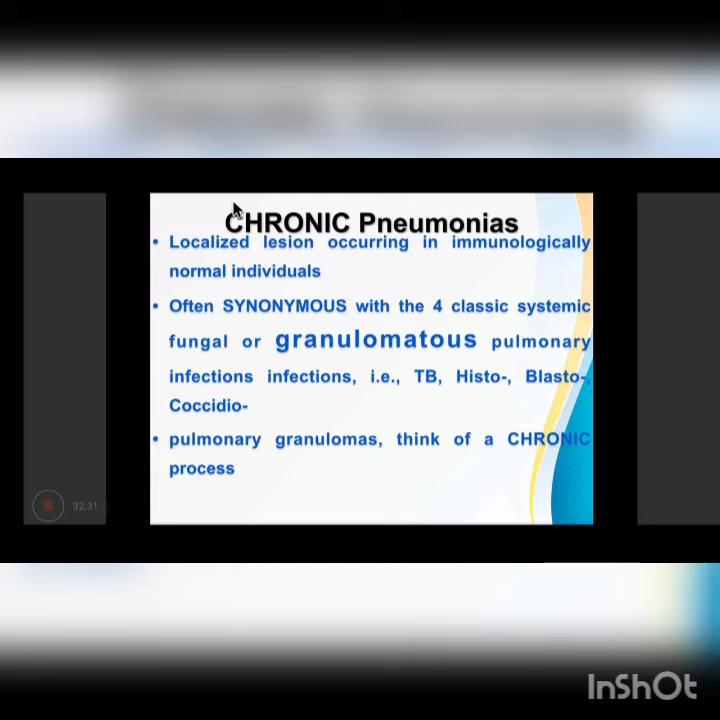 CHRONIC Pneumonias
• Localized lesion occurring in immunologically
normal individuals
• Often SYNONYMOUS with the 4 classic systemic
fungal or granulomatous pulmonary
infections infections, i.e., TB, Histo-, Blasto-,
Coccidio-
• pulmonary granulomas, think of a CHRONIC
process
32:31
InShOt